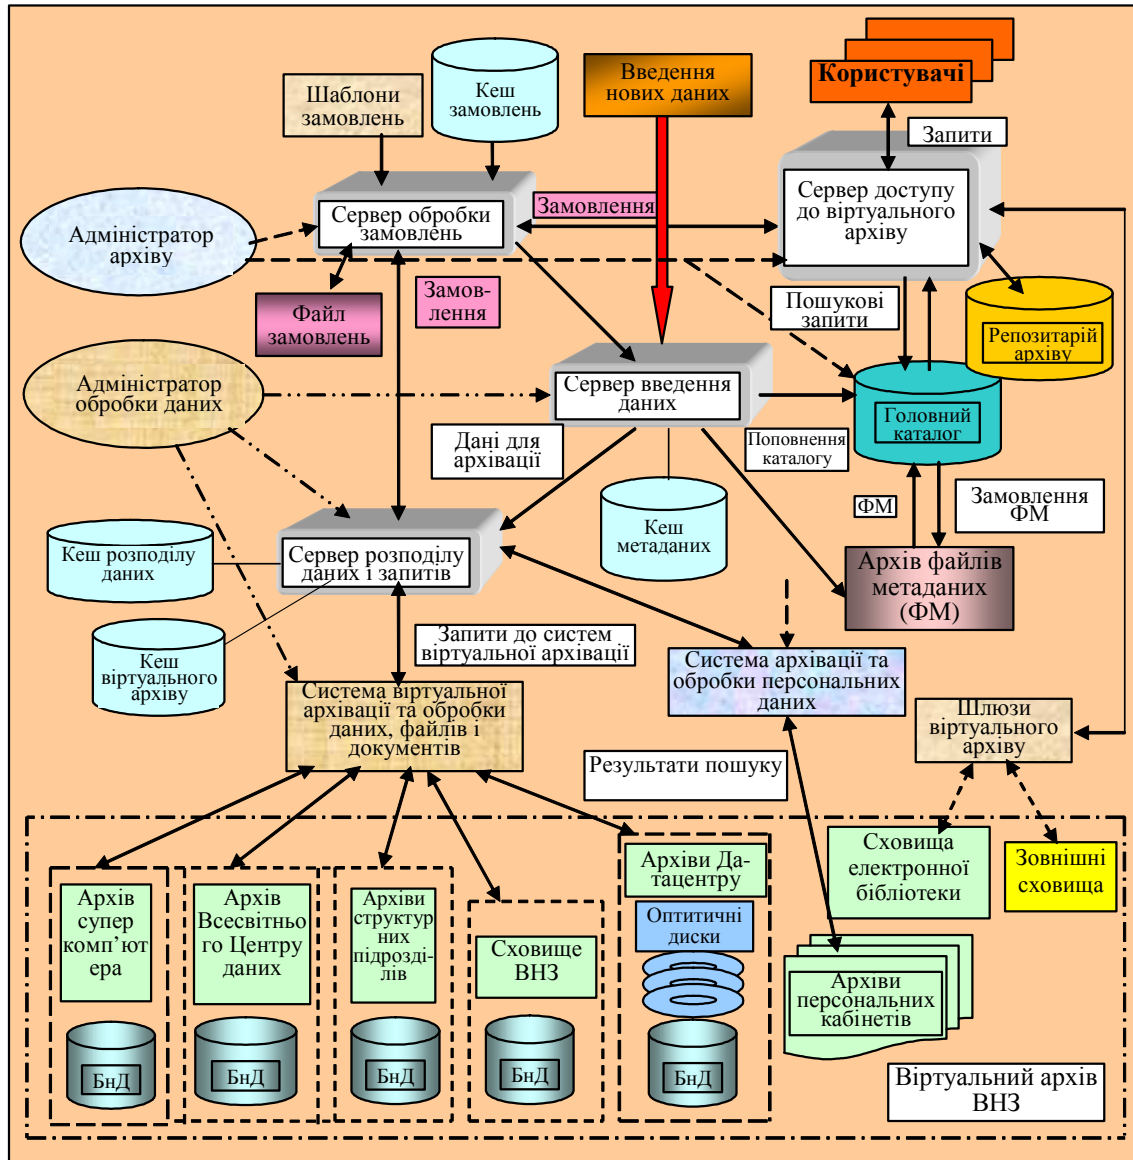 Користувачі
Введення
нових даних
Кеш
замовлень
Шаблони
замовлень
Запити
Сервер доступу
до віртуального
архіву
Замовлення
Сервер обробки
замовлень
Адміністратор
архіву
Замов-
лення
Файл
замовлень
Пошукові
запити
Репозитарій
архіву
Сервер введення
даних
Адміністратор
обробки даних
Головний
каталог
Дані для
архівації
Поповнення
каталогу
ФМ
Замовлення
ФМ
Кеш
метаданих
Кеш розподілу
даних
Сервер розподілу
даних і запитів
Архів файлів
метаданих
(ФМ)
Запити до систем
віртуальної архівації
Кеш
віртуального
архіву
Система архівації та
обробки персональних
даних
Система віртуальної
архівації та обробки
даних, файлів і
документів
Шлюзи
віртуального
архіву
Результати пошуку
Архів
супер
комп’ют
ера
Архів
Всесвітньо
го Центру
даних
Архіви
структур
них
підрозді
лів
Сховище
ВНЗ
Архіви Да-
тацентру
Оптитичні
диски
Сховища
електронної
бібліотеки
Зовнішні
сховища
Архіви
персональних
кабінетів
БнД
БнД
БнД
БнД
БнД
Віртуальний архів
ВНЗ